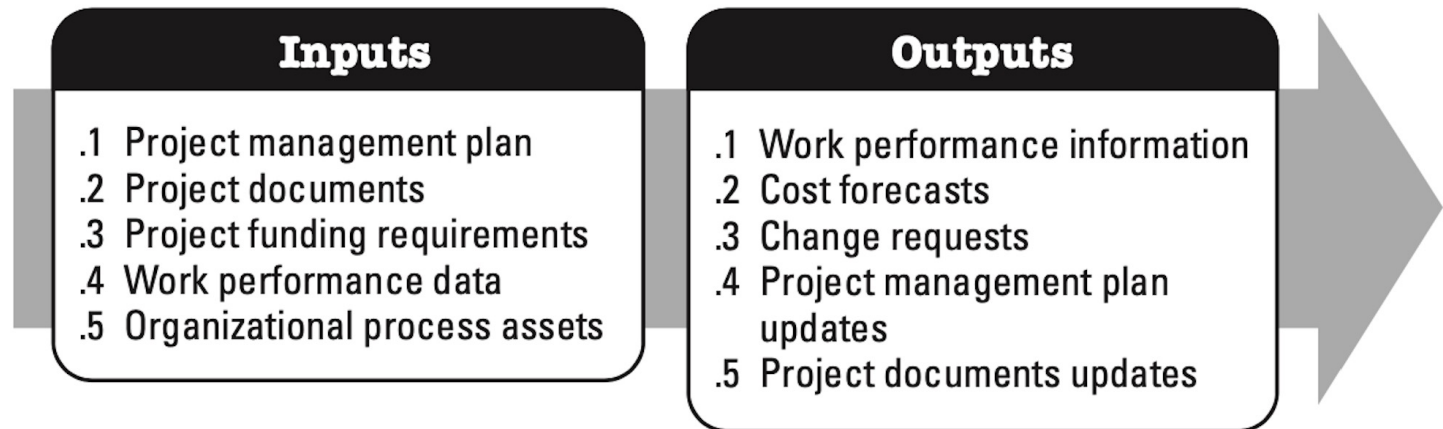 Inputs
.1 Project management plan
.2 Project documents
.3 Project funding requirements
.4 Work performance data
.5 Organizational process assets
Outputs
.1 Work performance information
.2 Cost forecasts
.3 Change requests
.4 Project management plan
updates
.5 Project documents updates